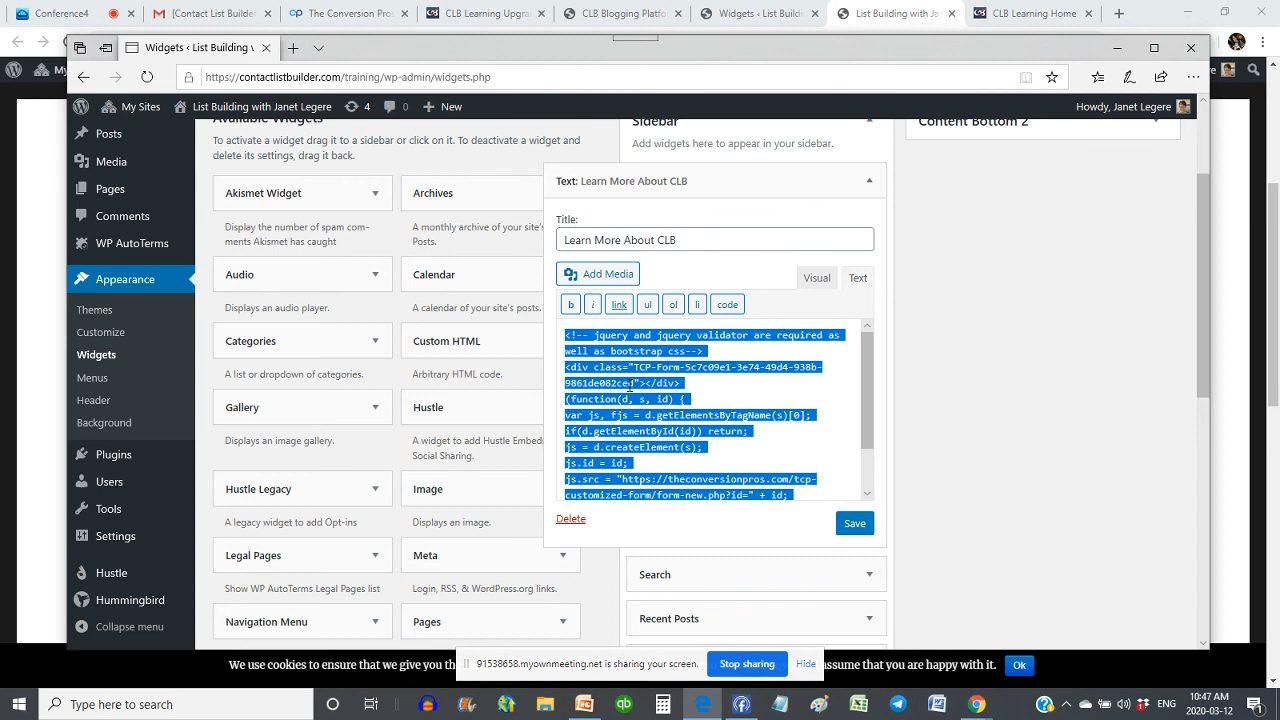 Conference4
[Contact List B
The Conversion Pros
CLB Learning Upgra
CLB Blogging Platfo
Widgets ‹ List Build
List Building with Ja
CLB Learning Home
Widgets ‹ List Building \
https://contactlistbuilder.com/training/wp-admin/widgets.php
My
My Sites
List Building with Janet Legere
4
0
New
Howdy, Janet Legere
Posts
Media
Pages
Comments
WP AutoTerms
Appearance
Themes
Customize
Widgets
Menus
Header
Background
Plugins
Users
Tools
Settings
Hustle
Hummingbird
Collapse menu
Available Widgets
To activate a widget drag it to a sidebar or click on it. To deactivate a widget and
delete its settings, drag it back.
Akismet Widget
Archives
Display the number of spam com-
ments Akismet has caught
A monthly archive of your site's
Posts.
Audio
Calendar
Displays an audio player.
A calendar of your site's posts.
Categories
Custom HTML
A list or dropdown of categories.
Arbitrary HTML code.
Gallery
Hustle
Displays an image gallery.
A widget to add Hustle Embeds
Social Sharing.
Hustle Legacy
Image
A legacy widget to add Opt-ins
Displays an image.
Legal Pages
Meta
Show WP AutoTerms Legal Pages list
Login, RSS, & WordPress.org links.
Navigation Menu
Pages
Sidebar
Add widgets here to appear in your sidebar.
Text: Learn More About CLB
Title:
Learn More About CLB
Add Media
Visual
Text
b
i
link
ul
ol
li
code
<!-- jquery and jquery validator are required as
well as bootstrap css-->
<div class="TCP-Form-5c7c09e1-3e74-49d4-938b-
9861de082ced"></div>
(function(d, s, id) {
var js, fjs = d.getElementsByTagName(s)[0];
if(d.getElementById(id)) return;
js = d.createElement(s);
js.id = id;
js.src = "https://theconversionpros.com/tcp-
customized-form/form-new.php?id=" + id;
Delete
Save
Search
Recent Posts
Content Bottom 2
We use cookies to ensure that we give you th
assume that you are happy with it.
Ok
91538658.myownmeeting.net is sharing your screen.
Stop sharing
Hide
Type here to search
ENG
10:47 AM
2020-03-12